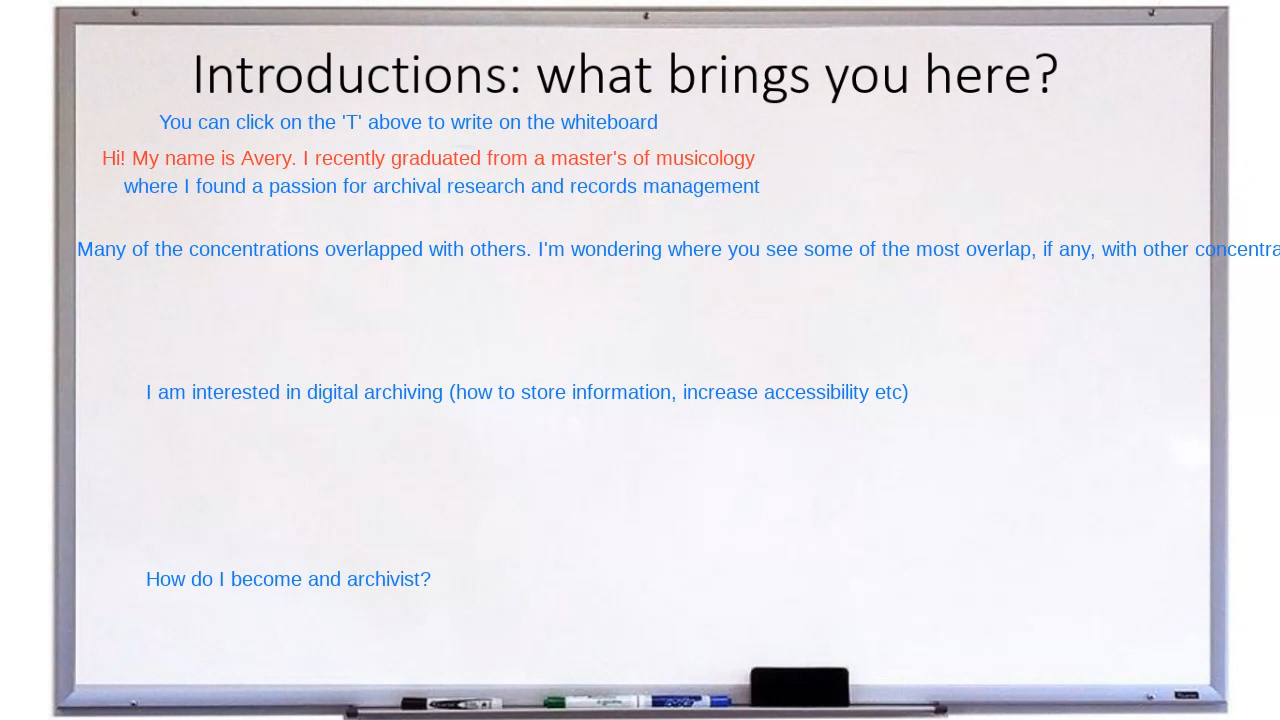 Introductions: what brings you here?
You can click on the 'T' above to write on the whiteboard
Hi! My name is Avery. I recently graduated from a master's of musicology
where I found a passion for archival research and records management
Many of the concentrations overlapped with others. I'm wondering where you see some of the most overlap, if any, with other concentra
I am interested in digital archiving (how to store information, increase accessibility etc)
How do I become and archivist?